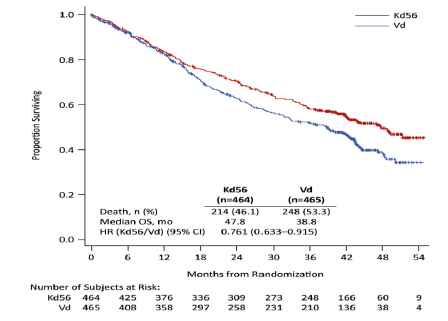 Kd56
Vd
1.0
0.8
0.6
0.4
0.2
0.0
Proportion Surviving
Kd56 Vd
(n=464) (n=465)
Death, n (%) 214 (46.1) 248 (53.3)
Median OS, mo 47.8 38.8
HR (Kd56/Vd) (95% CI) 0.761 (0.633–0.915)
0 6 12 18 24 30 36 42 48 54
Months from Randomization
Number of Subjects at Risk:
Kd56 464 425 376 336 309 273 248 166 60 9
Vd 465 408 358 297 258 231 210 136 38 4